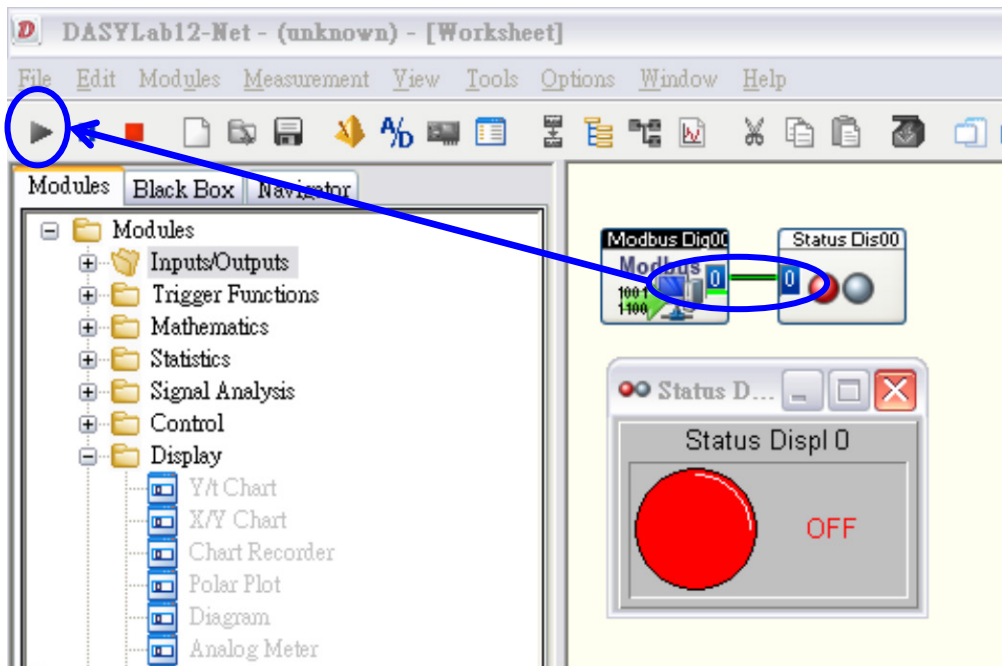 DASYLab12-Net - (unknown) - [Worksheet]
File Edit Modules Measurement View Tools Options Window Help
A/D
Modules Black Box Navigator
Modules
Inputs/Outputs
Trigger Functions
Mathematics
Statistics
Signal Analysis
Control
Display
Y/t Chart
X/Y Chart
Chart Recorder
Polar Plot
Diagram
Analog Meter
Modbus Dig00
Modbus
1001
1100
0
Status Dis00
0
Status D...
Status Displ 0
OFF